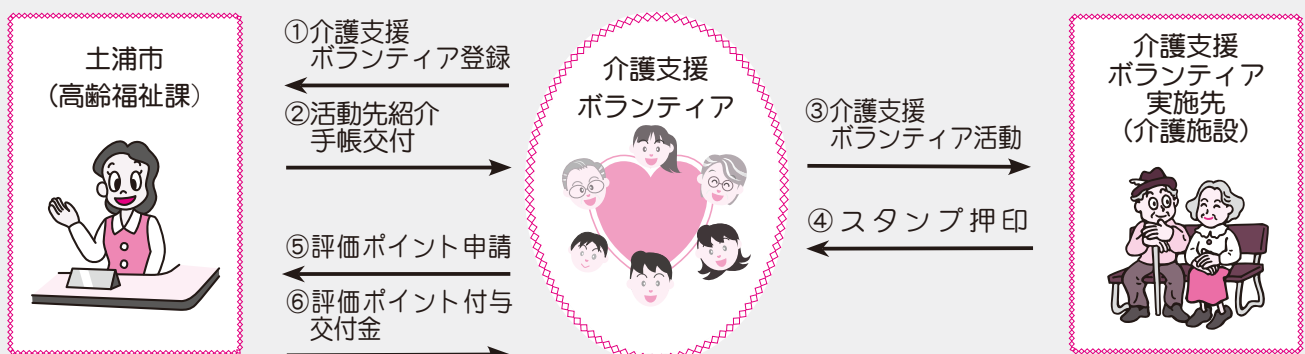 土浦市
（高齢福祉課）
①介護支援
ボランティア登録
②活動先紹介
手帳交付
⑤評価ポイント申請
⑥評価ポイント付与
交付金
介護支援
ボランティア
③介護支援
ボランティア活動
④スタンプ押印
介護支援
ボランティア
実施先
（介護施設）